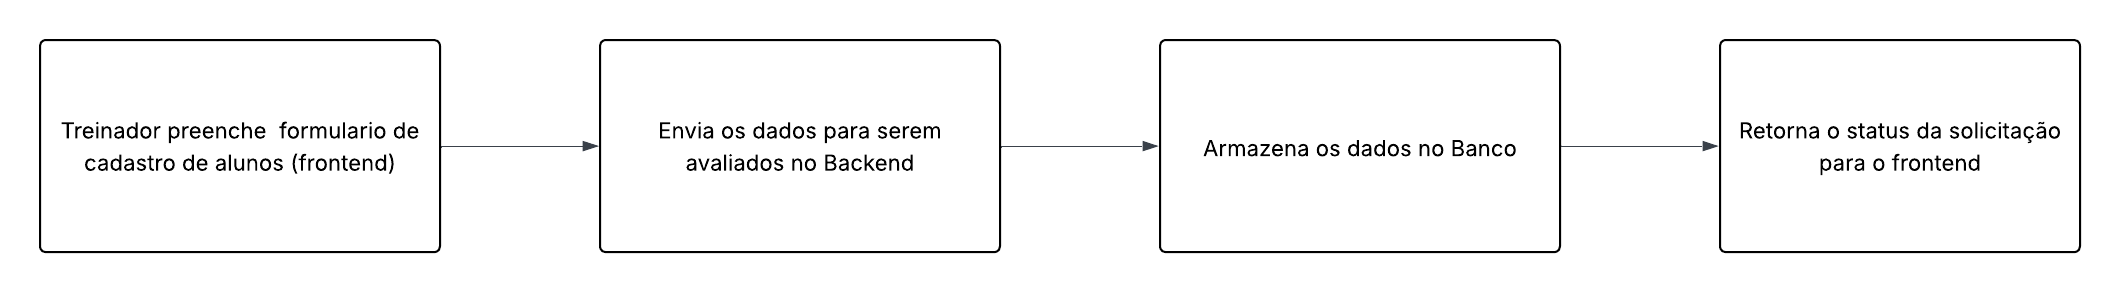 Treinador preenche  formulario de
cadastro de alunos (frontend)
Envia os dados para serem
avaliados no Backend
Armazena os dados no Banco
Retorna o status da solicitação
para o frontend